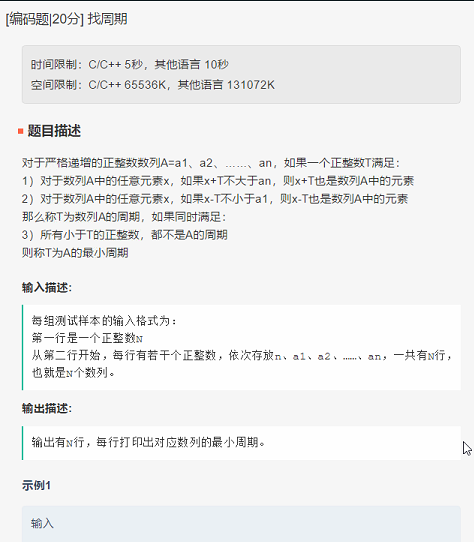 [编码题|20分] 找周期
时间限制：C/C++ 5秒，其他语言 10秒
空间限制：C/C++ 65536K，其他语言 131072K
题目描述
对于严格递增的正整数数列A=a1、a2、……、an，如果一个正整数T满足：
1）对于数列A中的任意元素x，如果x+T不大于an，则x+T也是数列A中的元素
2）对于数列A中的任意元素x，如果x-T不小于a1，则x-T也是数列A中的元素
那么称T为数列A的周期，如果同时满足：
3）所有小于T的正整数，都不是A的周期
则称T为A的最小周期
输入描述:
每组测试样本的输入格式为：
第一行是一个正整数N
从第二行开始，每行有若干个正整数，依次存放n、a1、a2、……、an，一共有N行，
也就是N个数列。
输出描述:
输出有N行，每行打印出对应数列的最小周期。
示例1
输入